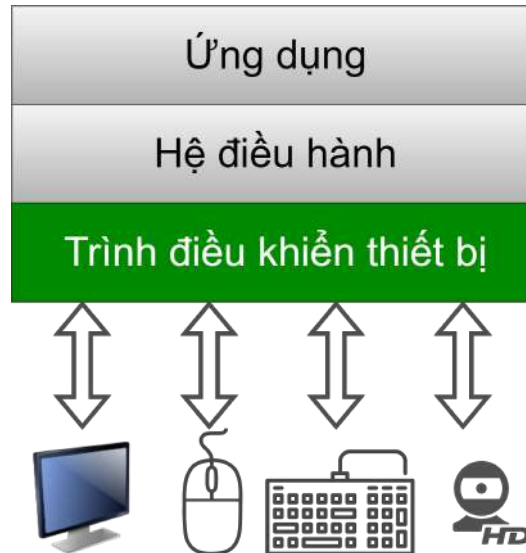 Ứng dụng
Hệ điều hành
Trình điều khiển thiết bị
HD